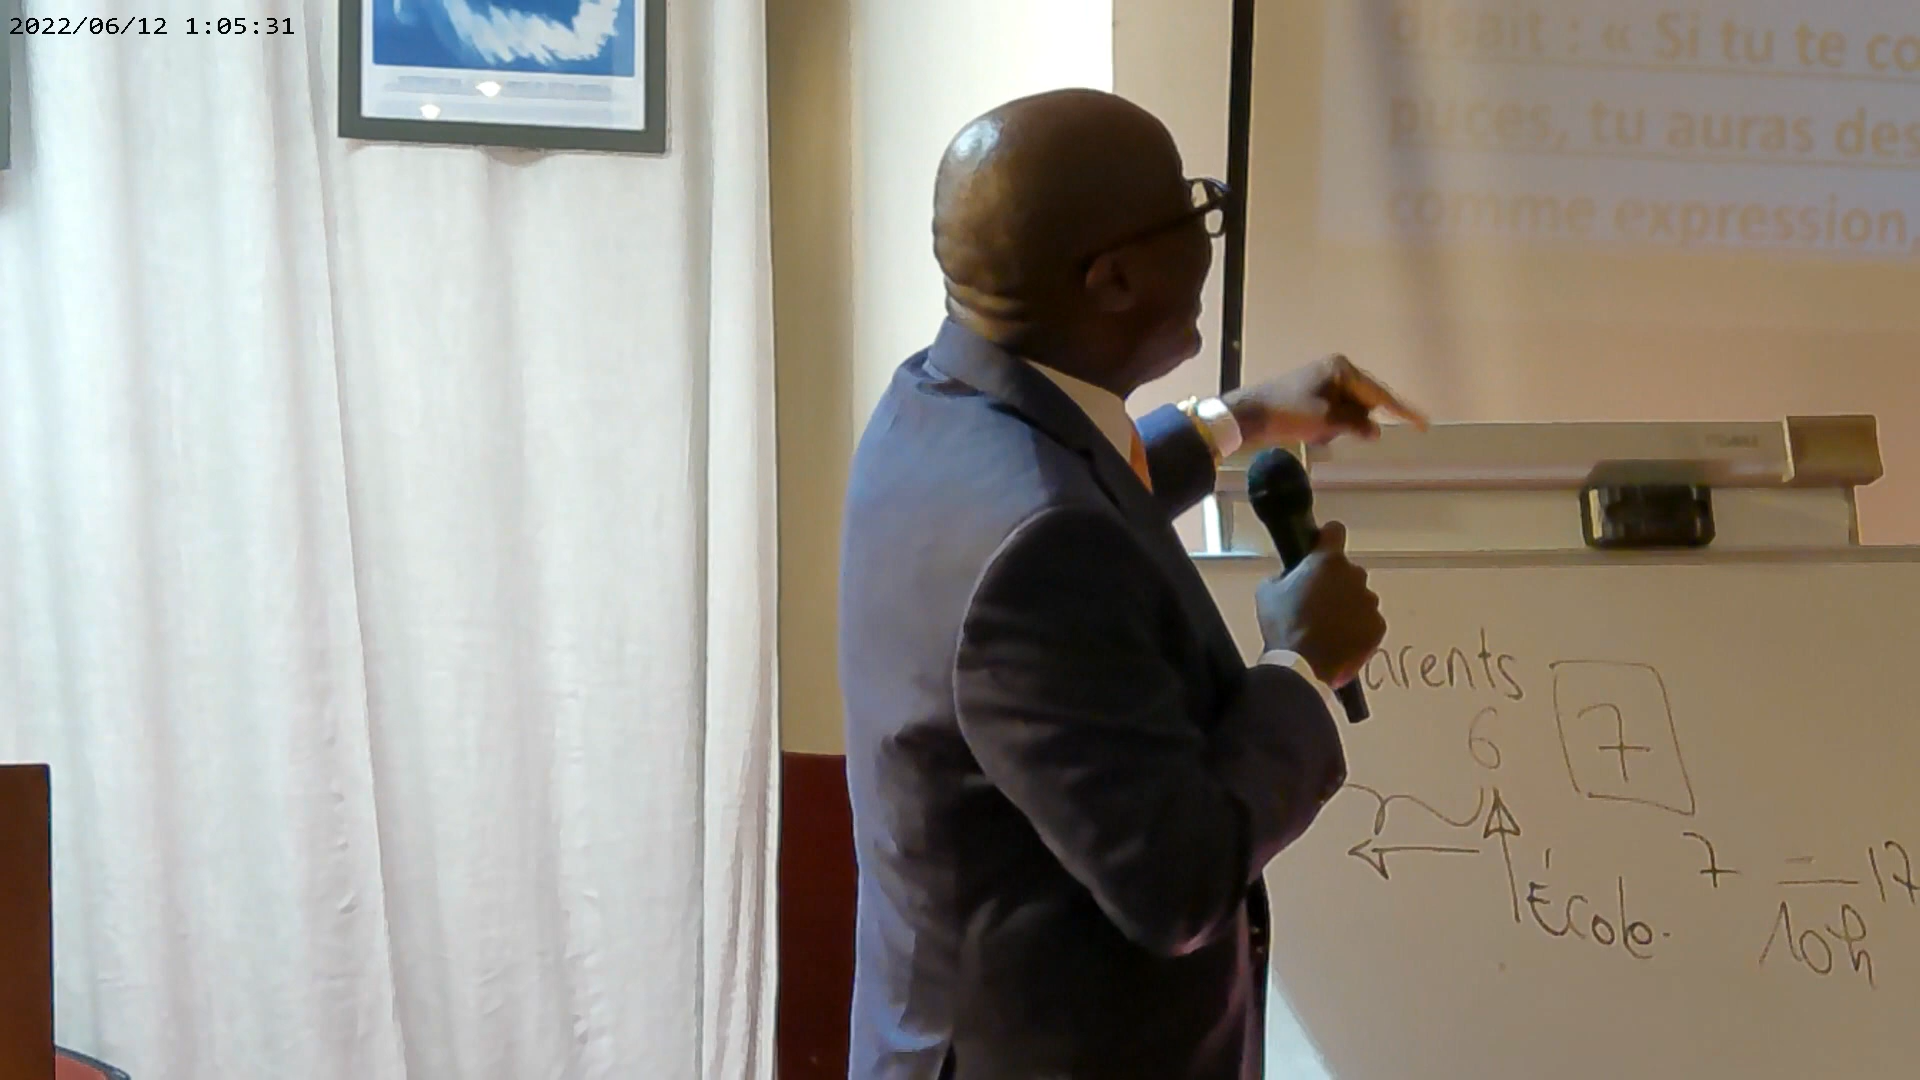 2022/06/12 1:05:31
disait : « Si tu te co
puces, tu auras des
comme expression,
arents
6 7
7 — 17
École.
10h